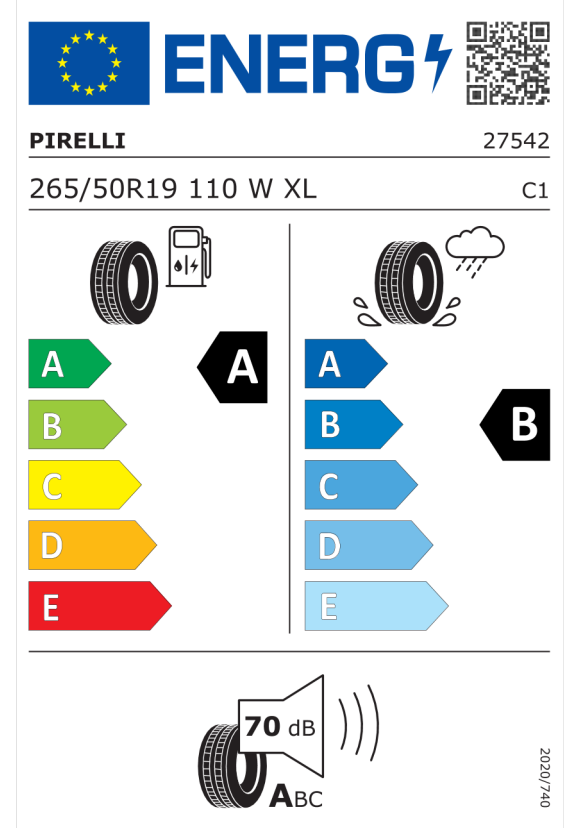 ENERG
PIRELLI 27542
265/50R19 110 W XL C1
A A A
B B B
C C
D D
E E
70 dB
ABC
2020/740